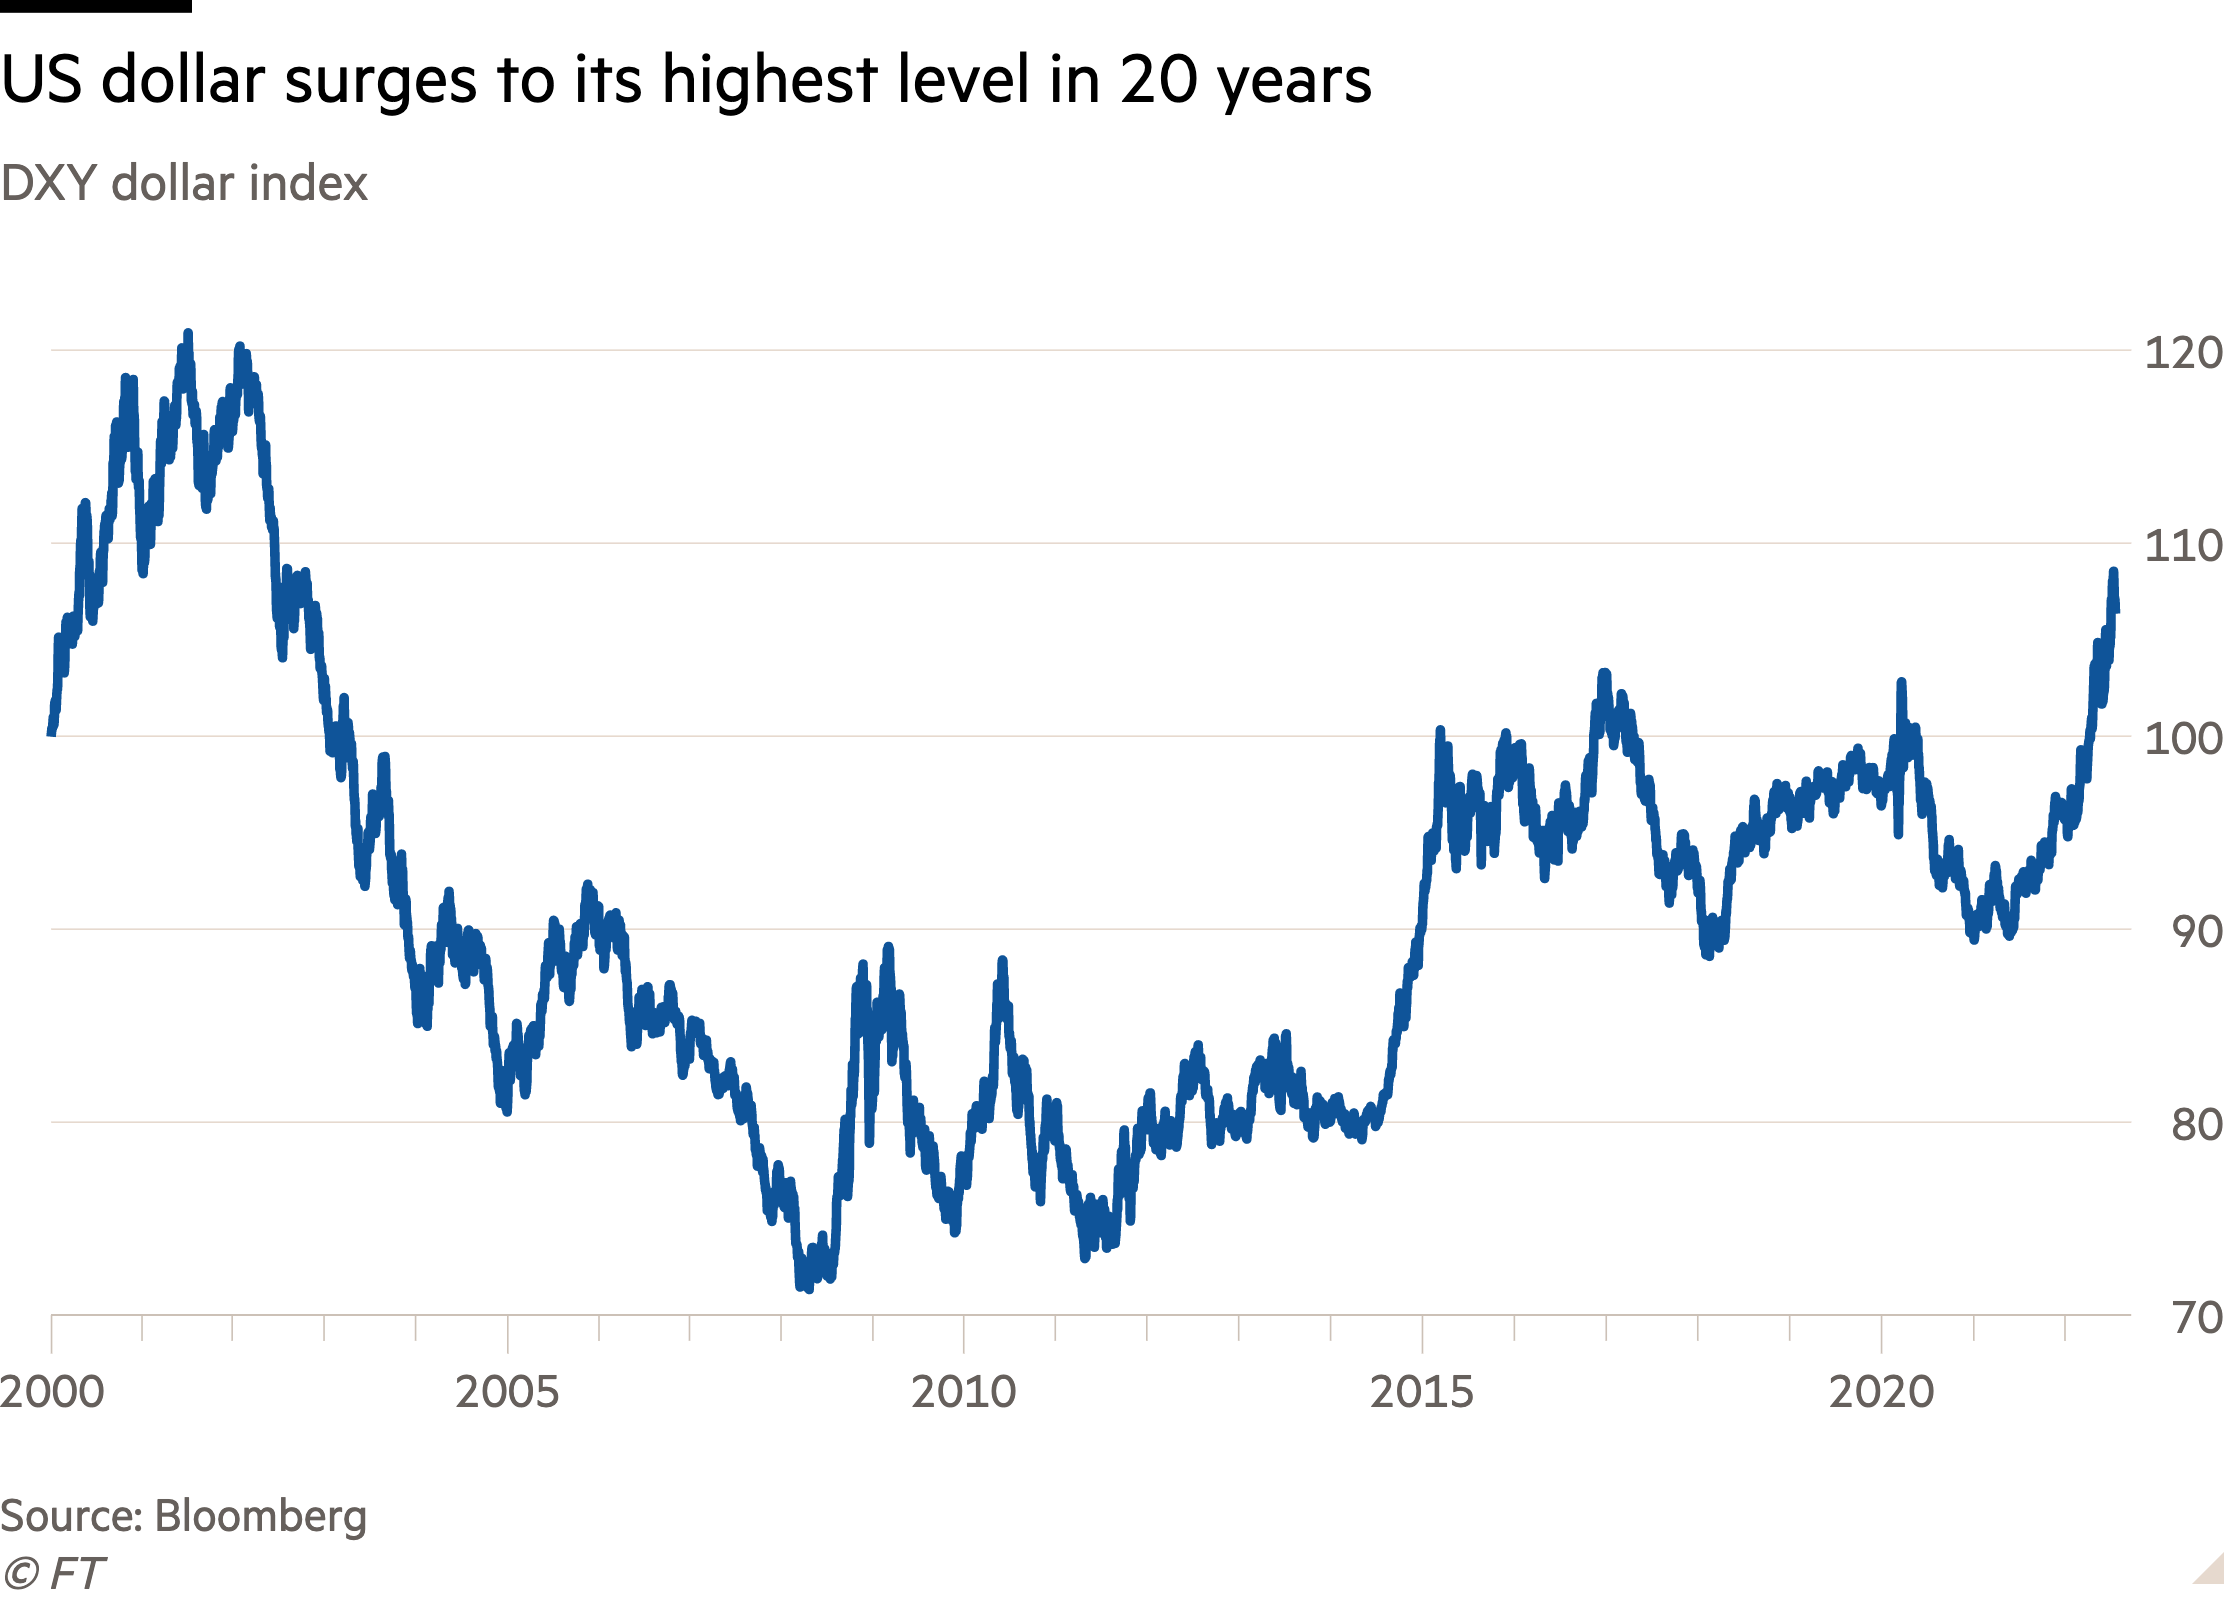 US dollar surges to its highest level in 20 years
DXY dollar index
120
110
100
90
80
70
2000 2005 2010 2015 2020
Source: Bloomberg
© FT